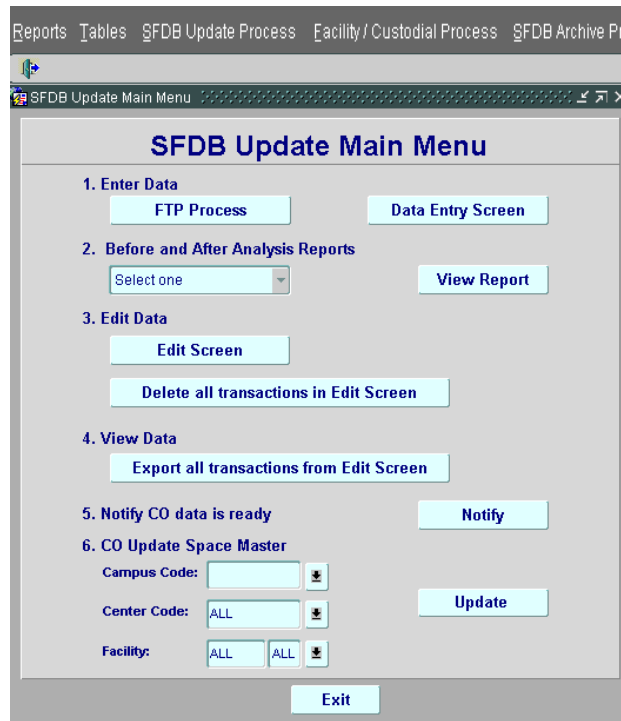 Reports Tables SFDB Update Process Facility / Custodial Process SFDB Archive
SFDB Update Main Menu
SFDB Update Main Menu
1. Enter Data
FTP Process Data Entry Screen
2. Before and After Analysis Reports
Select one View Report
3. Edit Data
Edit Screen
Delete all transactions in Edit Screen
4. View Data
Export all transactions from Edit Screen
5. Notify CO data is ready Notify
6. CO Update Space Master
Campus Code:
Center Code: ALL Update
Facility: ALL ALL
Exit